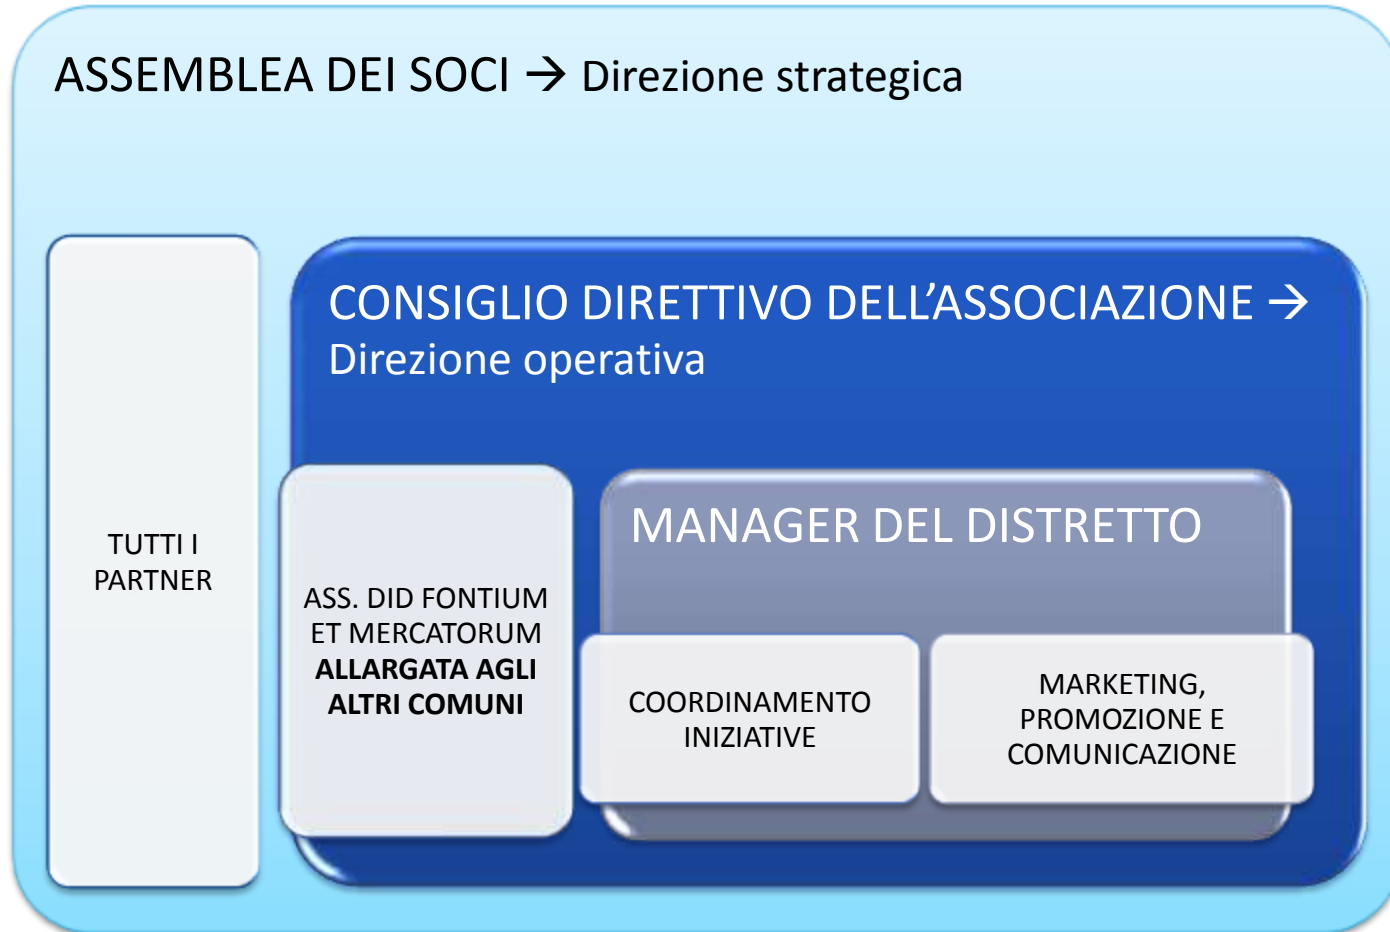 ASSEMBLEA DEI SOCI → Direzione strategica
CONSIGLIO DIRETTIVO DELL’ASSOCIAZIONE →
Direzione operativa
TUTTI I
PARTNER
ASS. DID FONTIUM
ET MERCATORUM
ALLARGATA AGLI
ALTRI COMUNI
MANAGER DEL DISTRETTO
COORDINAMENTO
INIZIATIVE
MARKETING,
PROMOZIONE E
COMUNICAZIONE